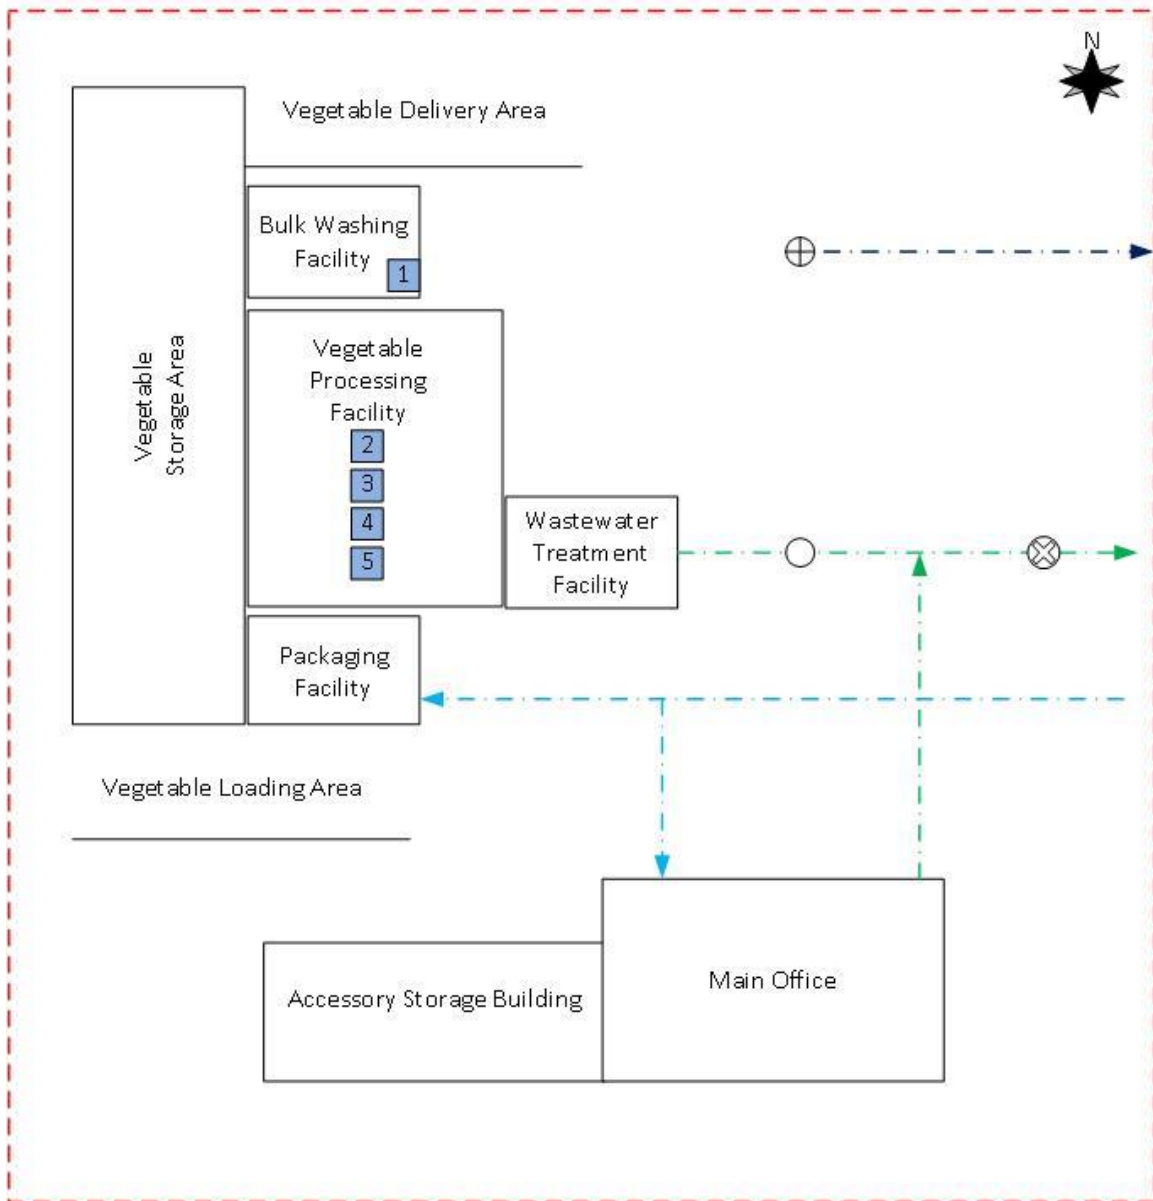 N
Vegetable Delivery Area
Bulk Washing
Facility
1
Vegetable
Storage Area
Vegetable
Processing
Facility
2
3
4
5
Wastewater
Treatment
Facility
Packaging
Facility
Vegetable Loading Area
Accessory Storage Building
Main Office